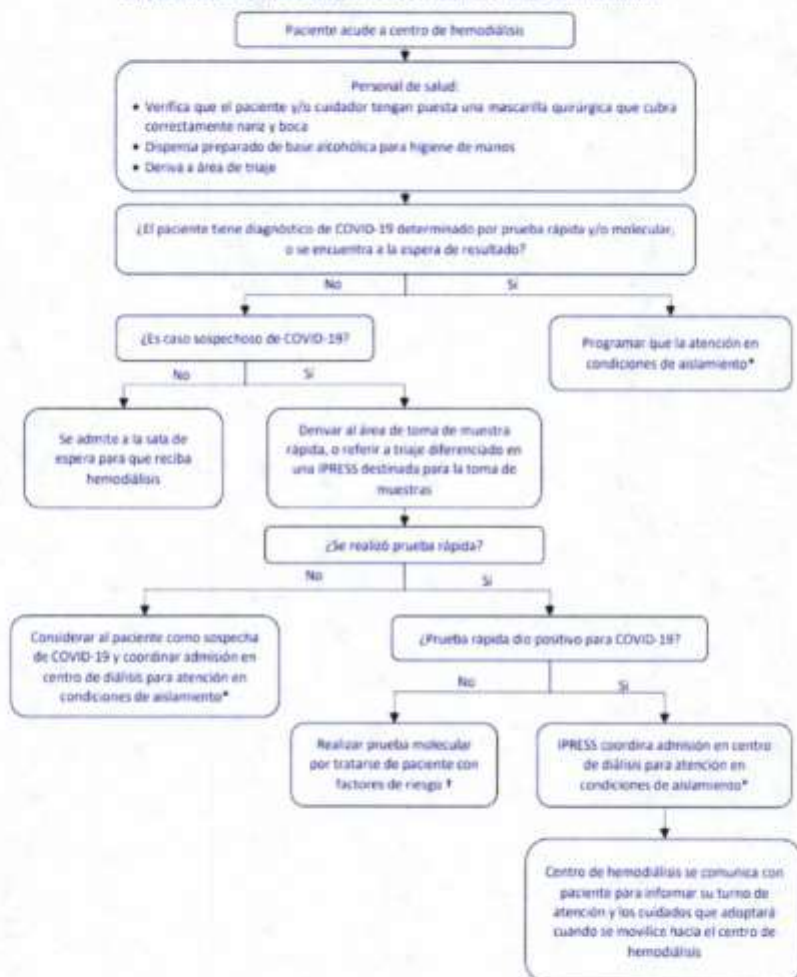 Paciente acude a centro de hemodiálisis
Personal de salud:
• Verifica que el paciente y/o cuidador tengan puesta una mascarilla quirúrgica que cubra
correctamente nariz y boca
• Dispensa preparado de base alcohólica para higiene de manos
• Deriva a área de triaje
¿El paciente tiene diagnóstico de COVID-19 determinado por prueba rápida y/o molecular,
o se encuentra a la espera de resultado?
No
Si
¿Es caso sospechoso de COVID-19?
Programar que la atención en
condiciones de aislamiento*
No
Si
Se admite a la sala de
espera para que reciba
hemodiálisis
Derivar al área de toma de muestra
rápida, o referir a triaje diferenciado en
una IPRESS destinada para la toma de
muestras
¿Se realizó prueba rápida?
No
Si
Considerar al paciente como sospecha
de COVID-19 y coordinar admisión en
centro de diálisis para atención en
condiciones de aislamiento*
¿Prueba rápida dio positivo para COVID-19?
No
Si
Realizar prueba molecular
por tratarse de paciente con
factores de riesgo †
IPRESS coordina admisión en centro
de diálisis para atención en
condiciones de aislamiento*
Centro de hemodiálisis se comunica con
paciente para informar su turno de
atención y los cuidados que adoptará
cuando se movilice hacia el centro de
hemodiálisis